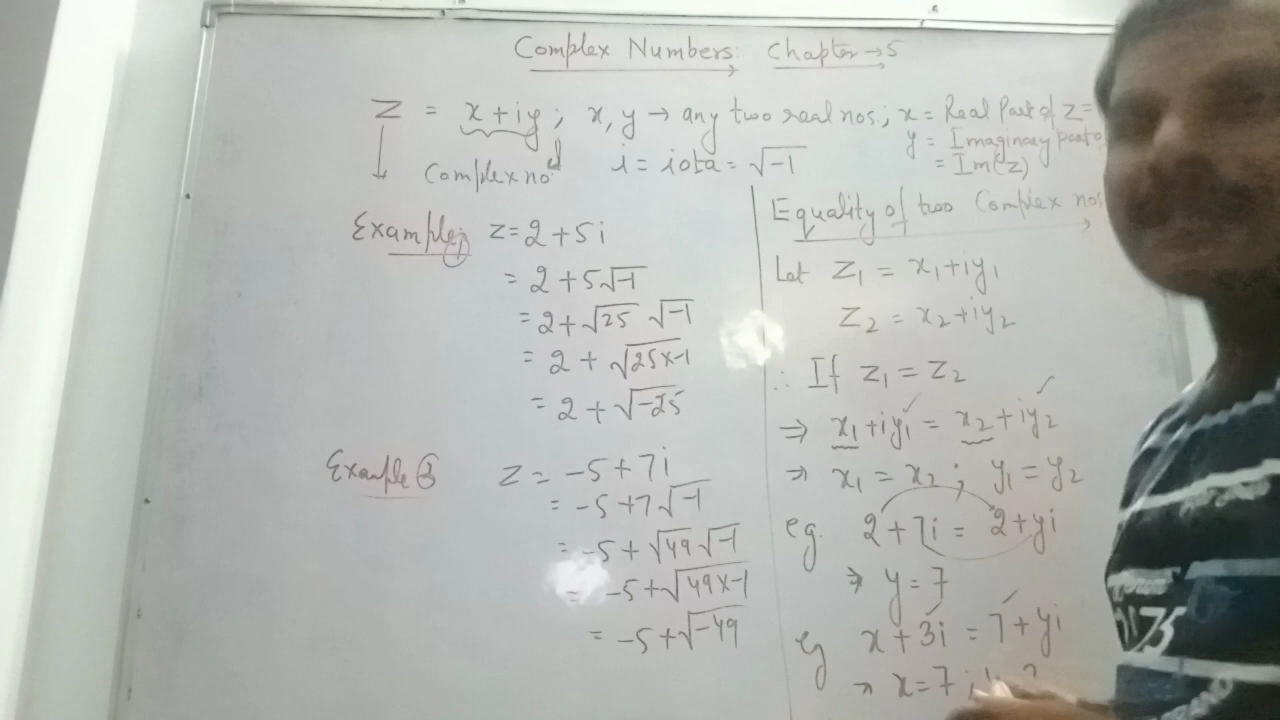 Complex Numbers: Chapter → 5
Z = x + iy ; x, y → any two real nos.; x = Real Part of Z =
y = Imaginary part
= Im(z)
Complex no. i = iota = √-1
Example 1 Z = 2 + 5i
= 2 + 5√-1
= 2 + √25 √-1
= 2 + √25x-1
= 2 + √-25
Example Z = -5 + 7i
= -5 + 7√-1
= -5 + √49 √-1
= -5 + √49x-1
= -5 + √-49
Equality of two Complex nos
Let Z₁ = x₁ + iy₁
Z₂ = x₂ + iy₂
∴ If Z₁ = Z₂
⇒ x₁ + iy₁ = x₂ + iy₂
⇒ x₁ = x₂ ; y₁ = y₂
eg. 2 + 7i = 2 + yi
⇒ y = 7
eg x + 3i = 7 + yi
⇒ x = 7 ;
175